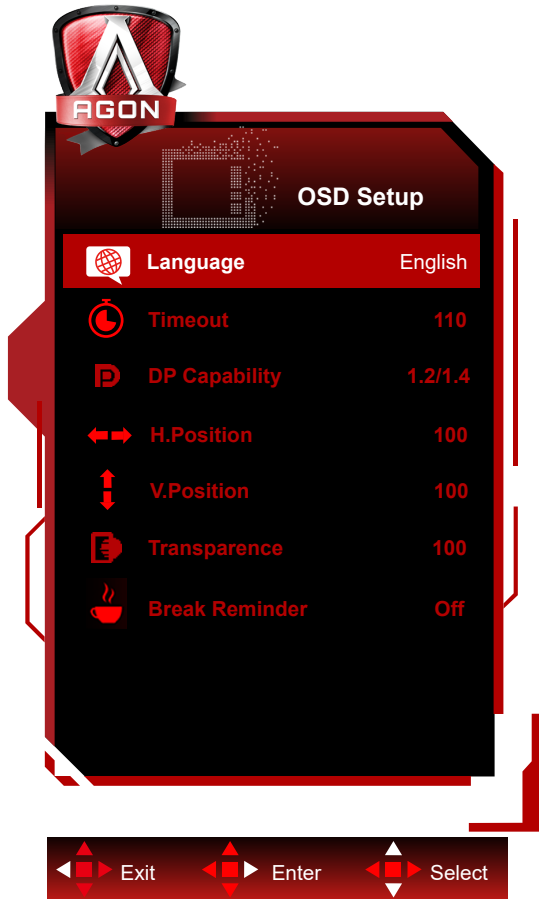 AGON
OSD Setup
Language English
Timeout 110
DP Capability 1.2/1.4
H.Position 100
V.Position 100
Transparence 100
Break Reminder Off
Exit Enter Select